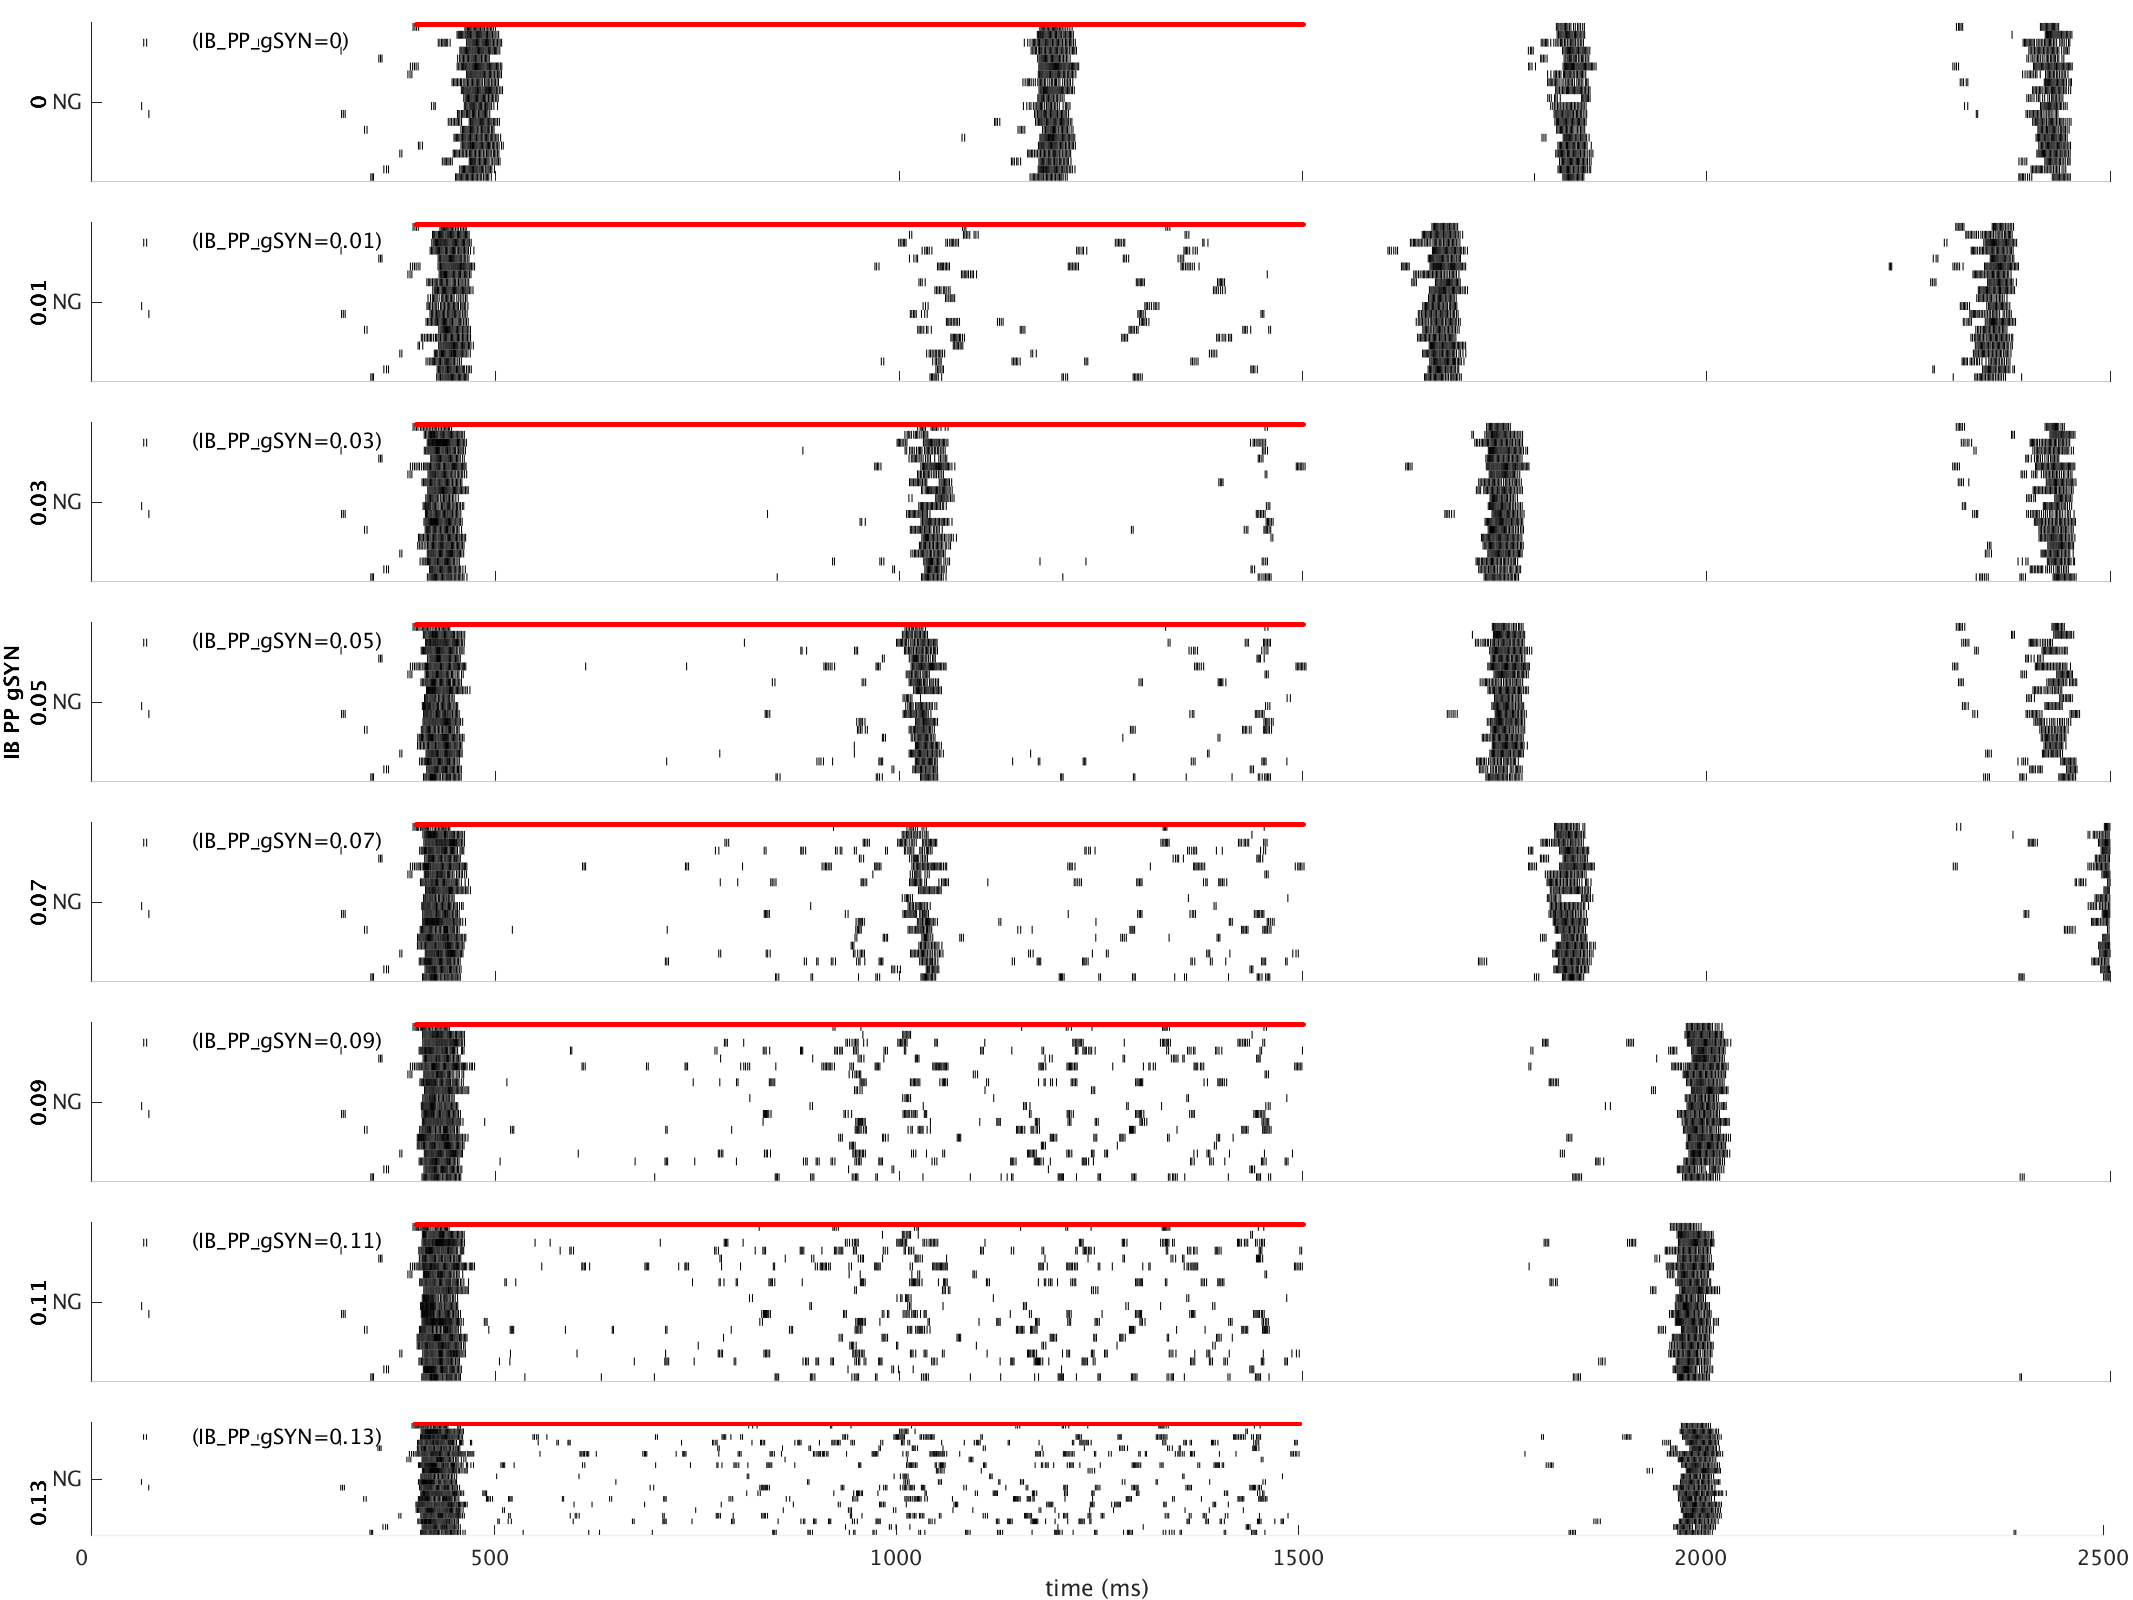 IB PP gSYN
0
NG
(IB_PP_gSYN=0)
0.01
NG
(IB_PP_gSYN=0.01)
0.03
NG
(IB_PP_gSYN=0.03)
0.05
NG
(IB_PP_gSYN=0.05)
0.07
NG
(IB_PP_gSYN=0.07)
0.09
NG
(IB_PP_gSYN=0.09)
0.11
NG
(IB_PP_gSYN=0.11)
0.13
NG
(IB_PP_gSYN=0.13)
0 500 1000 1500 2000 2500
time (ms)